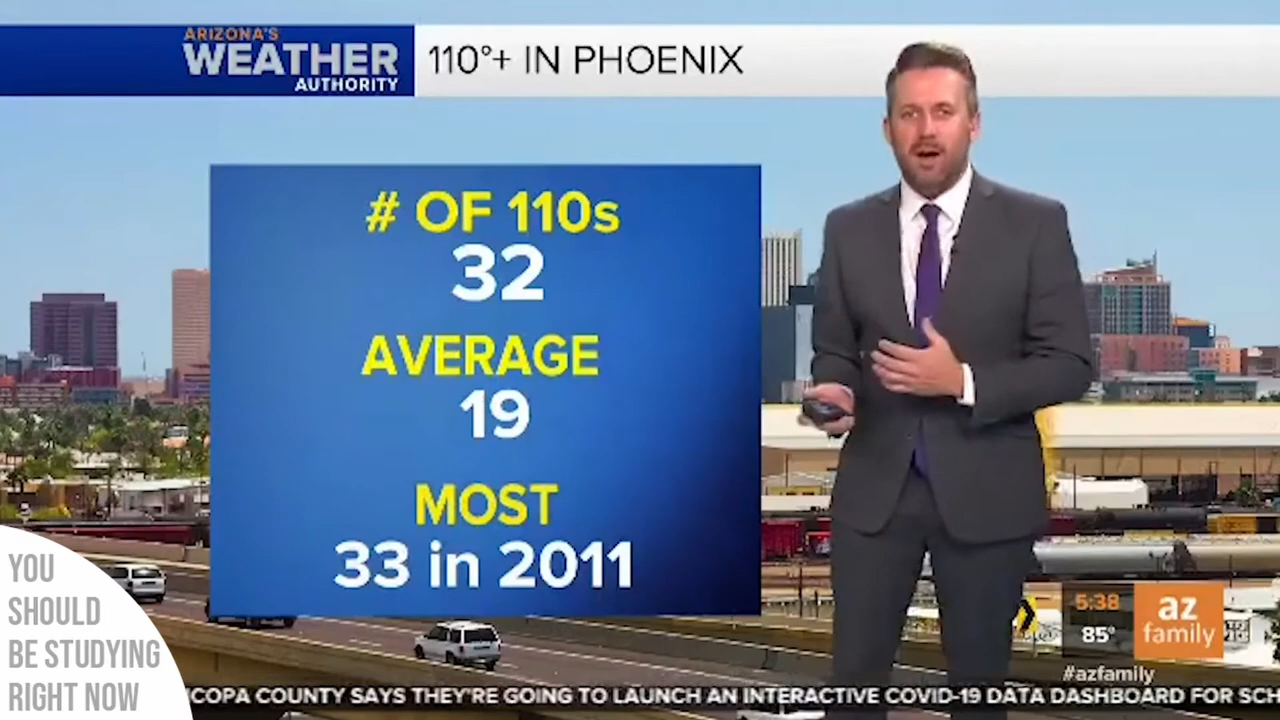 ARIZONA'S
WEATHER
AUTHORITY
110°+ IN PHOENIX
# OF 110s
32
AVERAGE
19
MOST
33 in 2011
YOU
SHOULD
BE STUDYING
RIGHT NOW
5:38
85°
az
family
#azfamily
COPA COUNTY SAYS THEY'RE GOING TO LAUNCH AN INTERACTIVE COVID-19 DATA DASHBOARD FOR SCH